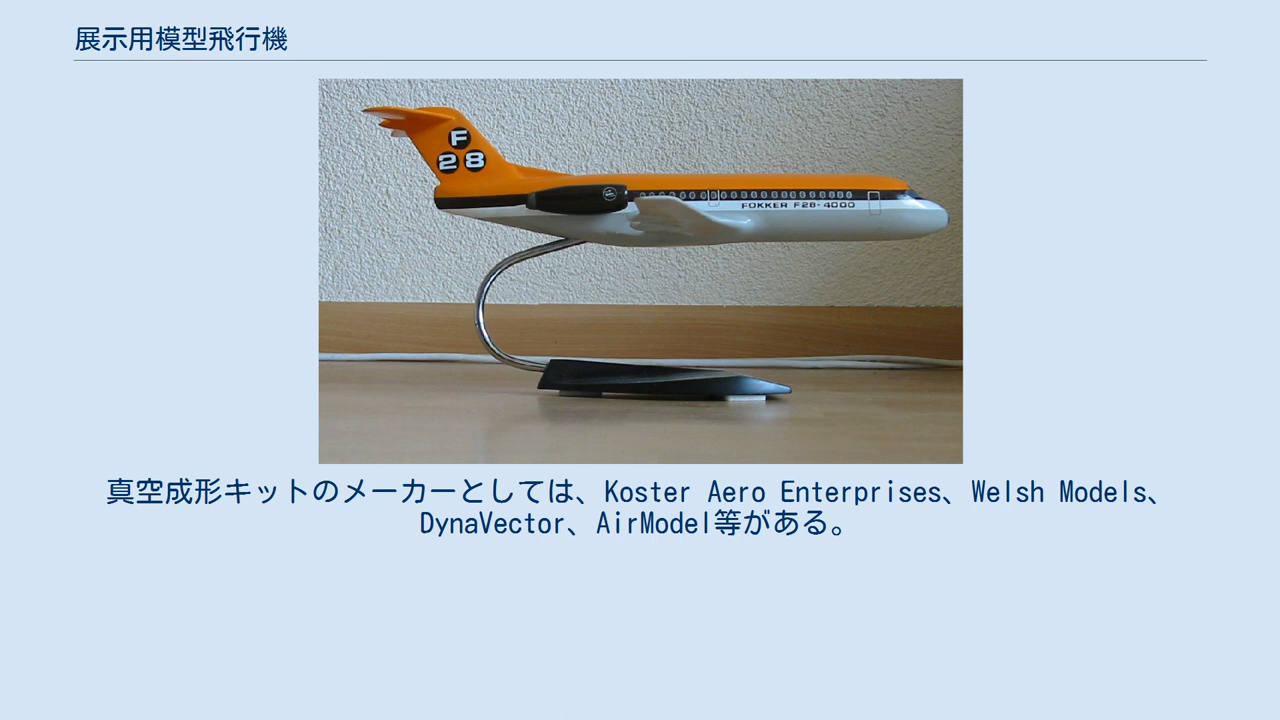 展示用模型飛行機
F
28
FOKKER F28-4000
真空成形キットのメーカーとしては、Koster Aero Enterprises、Welsh Models、
DynaVector、AirModel等がある。